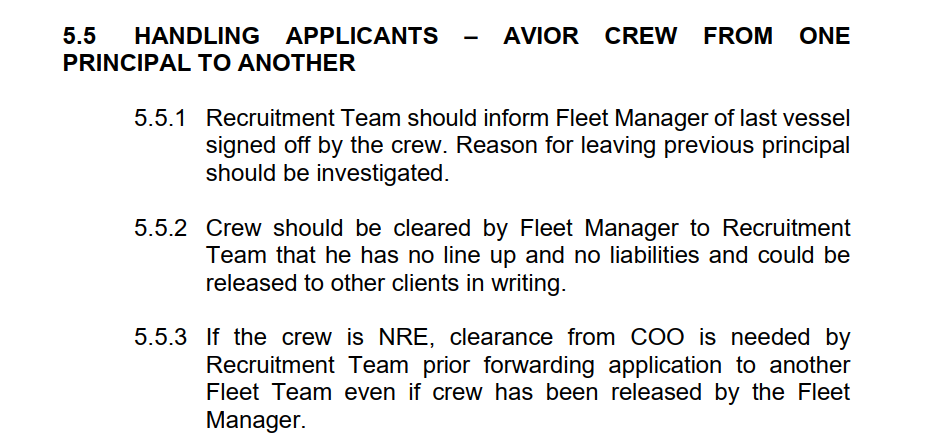 5.5 HANDLING APPLICANTS – AVIOR CREW FROM ONE
PRINCIPAL TO ANOTHER
5.5.1 Recruitment Team should inform Fleet Manager of last vessel
signed off by the crew. Reason for leaving previous principal
should be investigated.
5.5.2 Crew should be cleared by Fleet Manager to Recruitment
Team that he has no line up and no liabilities and could be
released to other clients in writing.
5.5.3 If the crew is NRE, clearance from COO is needed by
Recruitment Team prior forwarding application to another
Fleet Team even if crew has been released by the Fleet
Manager.